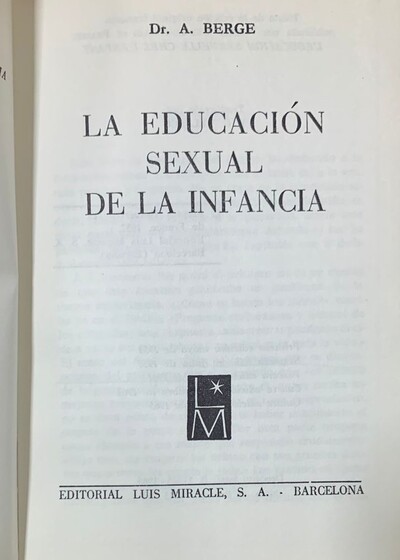 Dr. A. BERGE
LA EDUCACIÓN
SEXUAL
DE LA INFANCIA
L M
EDITORIAL LUIS MIRACLE, S. A. - BARCELONA